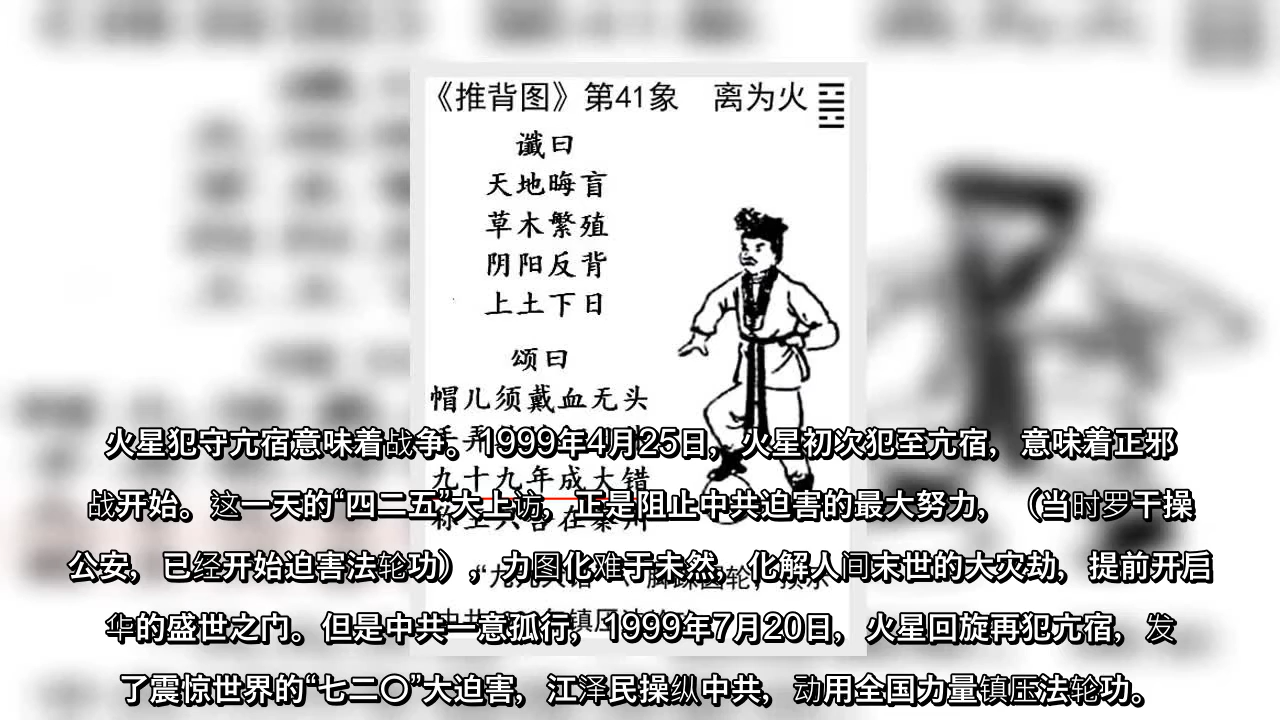 《推背图》第41象 离为火
谶曰
天地晦盲
草木繁殖
阴阳反背
上土下日
颂曰
帽儿须戴血无头
九十九年成大错
火星犯守亢宿意味着战争。1999年4月25日，火星初次犯至亢宿，意味着正邪
战开始。这一天的“四二五”大上访，正是阻止中共迫害的最大努力，（当时罗干操
公安，已经开始迫害法轮功），力图化难于未然，化解人间末世的大灾劫，提前开启
华的盛世之门。但是中共一意孤行，1999年7月20日，火星回旋再犯亢宿，发
了震惊世界的“七二〇”大迫害，江泽民操纵中共，动用全国力量镇压法轮功。